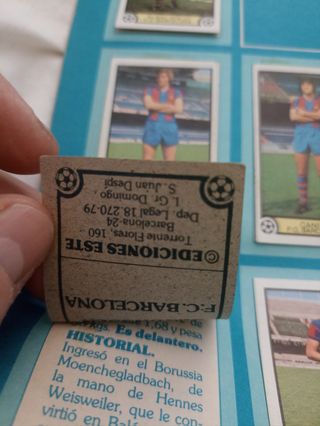 F.C. BARCELONA
©EDICIONES ESTE
Torrente Flores, 160
Barcelona-24
Dep. Legal 18.270-79
I. Gr. Domingo,
S. Juan Despí
1,68 y pesa
kgs. Es delantero.
HISTORIAL.
Ingresó en el Borussia
Moenchegladbach, de
la mano de Hennes
Weisweiler, que le con-
virtió en